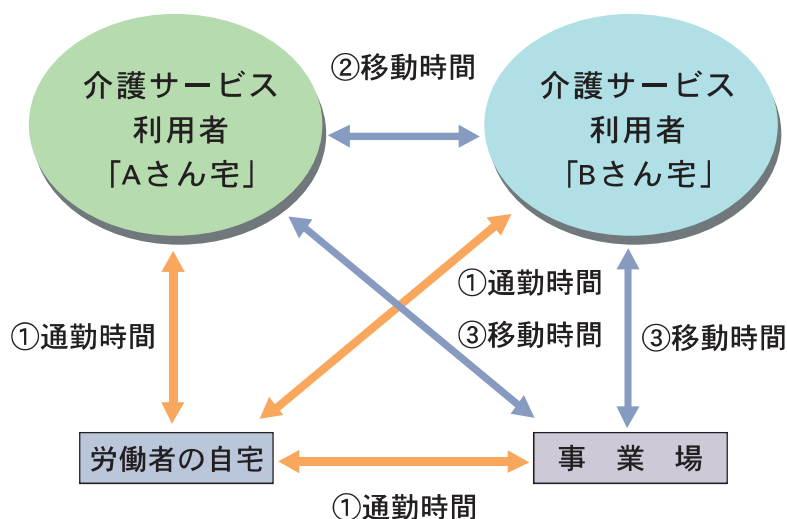 介護サービス
利用者
「Aさん宅」
②移動時間
介護サービス
利用者
「Bさん宅」
①通勤時間
①通勤時間
③移動時間
③移動時間
労働者の自宅
事　業　場
①通勤時間